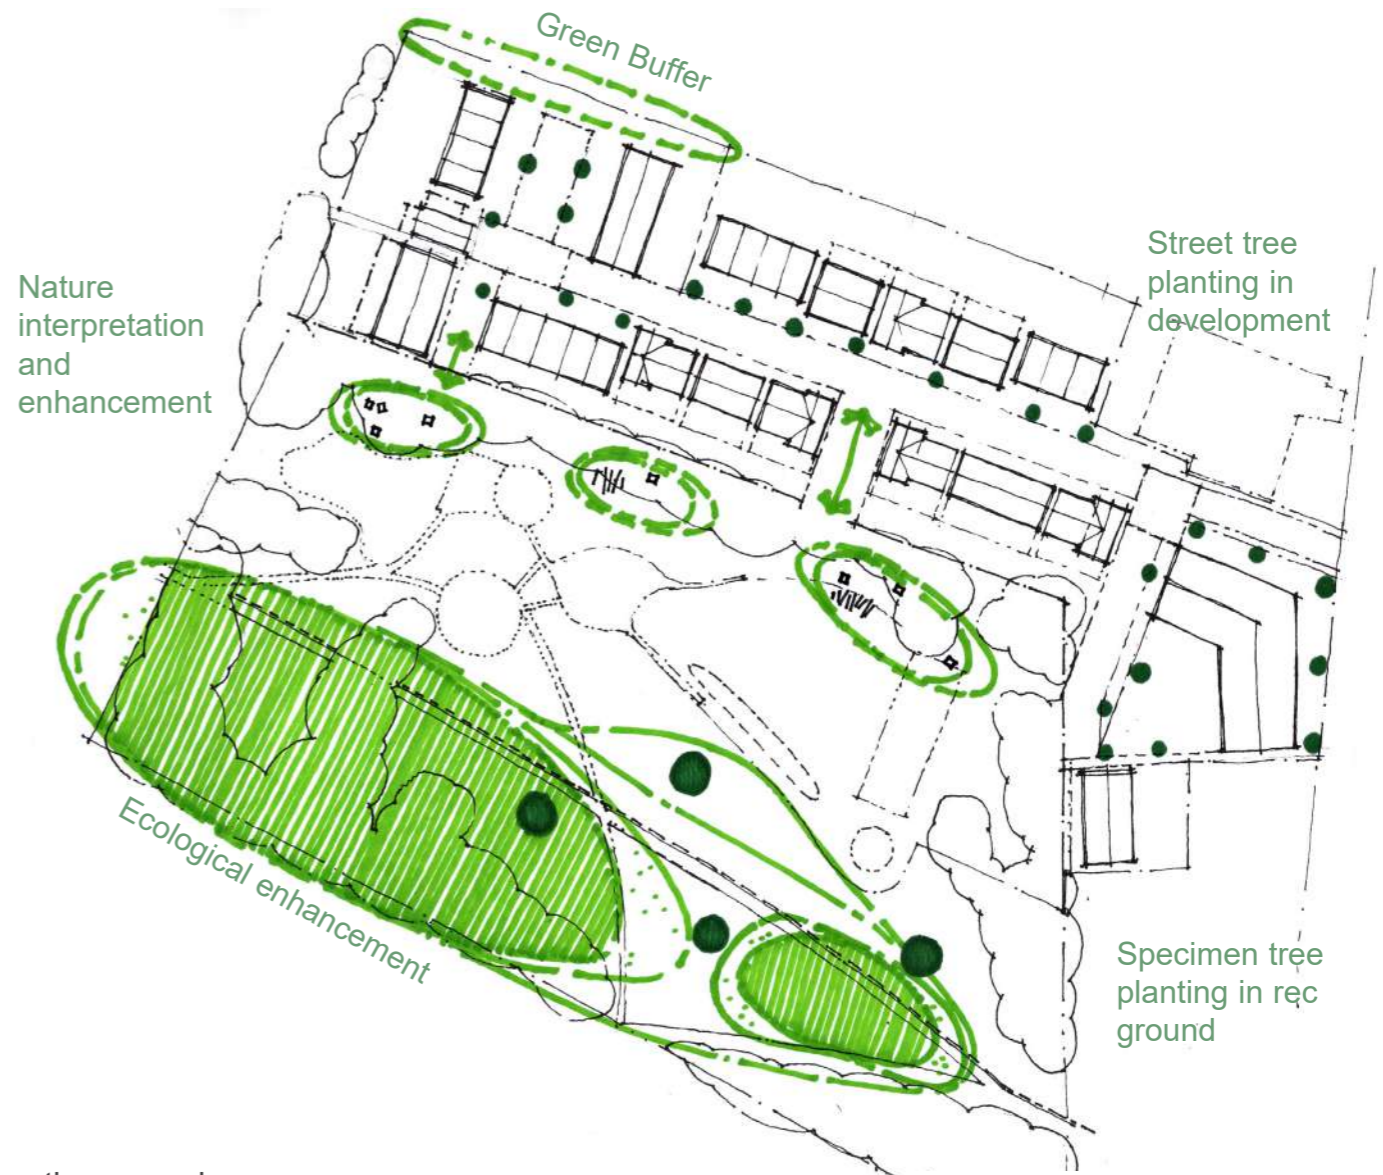 Green Buffer
Street tree
planting in
development
Nature
interpretation
and
enhancement
Ecological enhancement
Specimen tree
planting in rec
ground